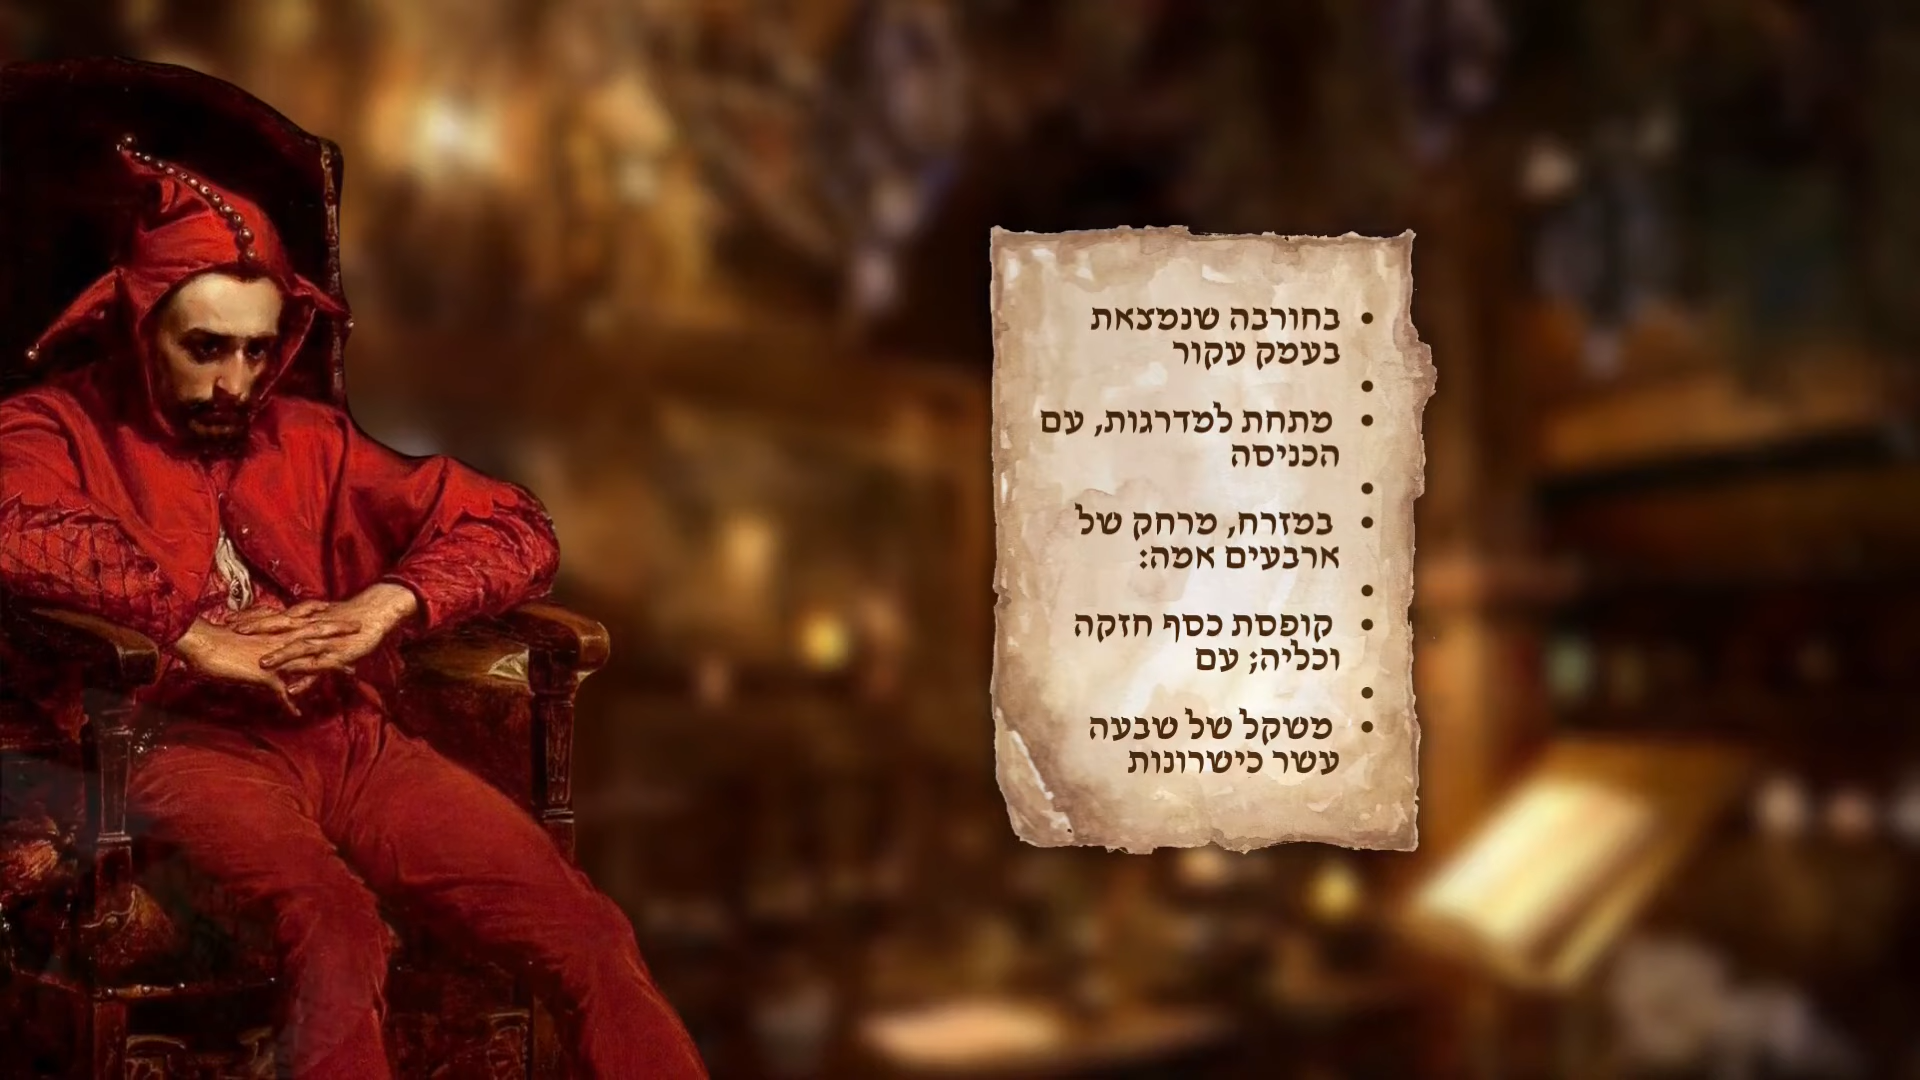 • בחורבה שנמצאת
בעמק עקור
•
• מתחת למדרגות, עם
הכניסה
•
• במזרח, מרחק של
ארבעים אמה:
•
• קופסת כסף חזקה
וכליה; עם
•
• משקל של שבעה
עשר כישרונות